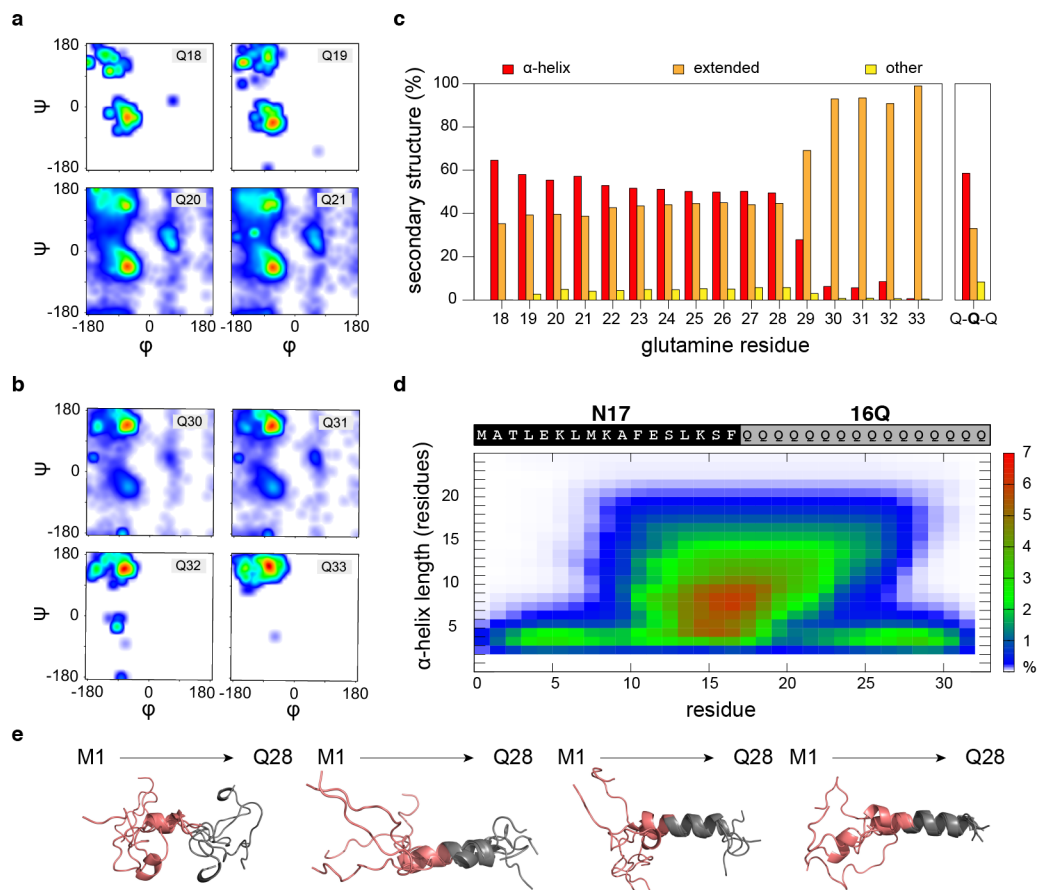 a
180
Q18
Q19
ψ
0
-180
180
Q20
Q21
ψ
0
-180
-180
0
180
-180
0
180
φ
φ
b
180
Q30
Q31
ψ
0
-180
180
Q32
Q33
ψ
0
-180
-180
0
180
-180
0
180
φ
φ
c
α-helix
extended
other
secondary structure (%)
100
80
60
40
20
0
18 19 20 21 22 23 24 25 26 27 28 29 30 31 32 33
Q-Q-Q
glutamine residue
d
N17
16Q
M A T L E K L M K A F E S L K S F Q Q Q Q Q Q Q Q Q Q Q Q Q Q Q Q
α-helix length (residues)
20
15
10
5
0 5 10 15 20 25 30
residue
7
6
5
4
3
2
1
%
e
M1 Q28
M1 Q28
M1 Q28
M1 Q28